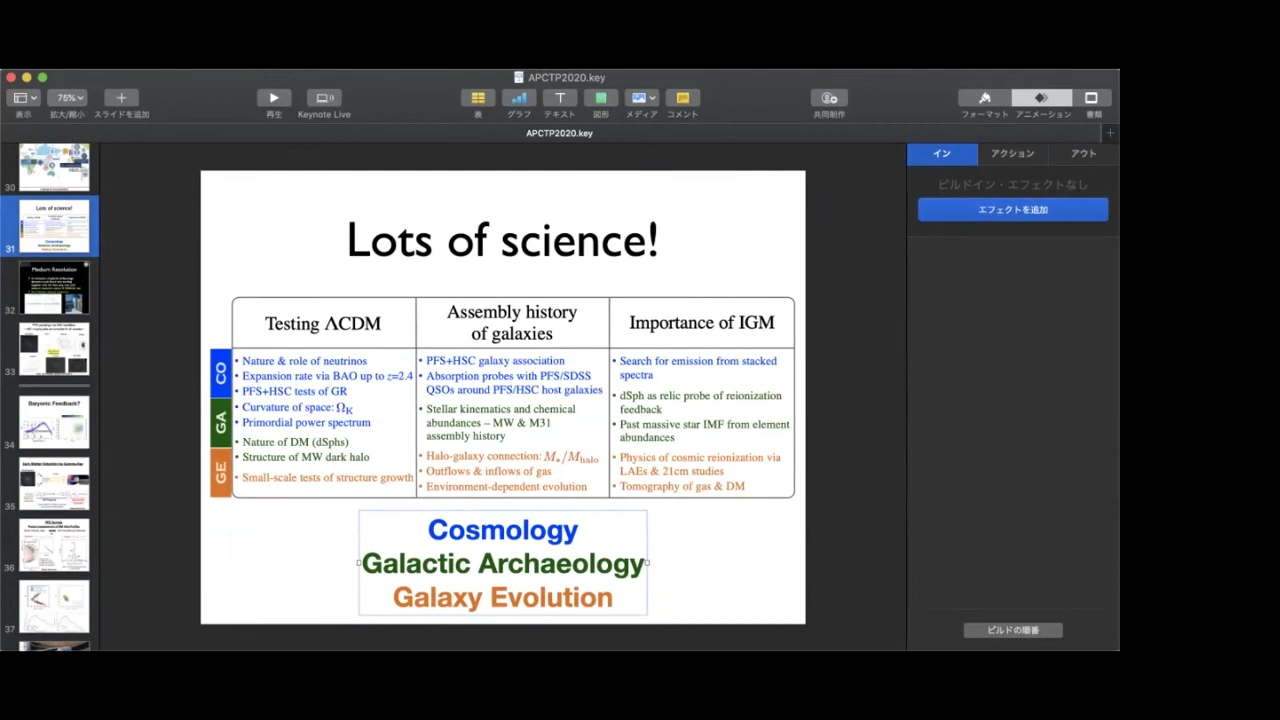 APCTP2020.key
75%
表示
拡大/縮小
スライドを追加
再生
Keynote Live
表
グラフ
テキスト
図形
メディア
コメント
共同制作
フォーマット
アニメーション
書類
APCTP2020.key
30
31
Lots of science!
32
Medium Resolution
33
34
Baryonic Feedback?
35
36
37
Lots of science!
Testing ΛCDM
Assembly history
of galaxies
Importance of IGM
CO
GA
GE
• Nature & role of neutrinos
• Expansion rate via BAO up to z=2.4
• PFS+HSC tests of GR
• Curvature of space: Ω_K
• Primordial power spectrum
• Nature of DM (dSphs)
• Structure of MW dark halo
• Small-scale tests of structure growth
• PFS+HSC galaxy association
• Absorption probes with PFS/SDSS
QSOs around PFS/HSC host galaxies
• Stellar kinematics and chemical
abundances – MW & M31
assembly history
• Halo-galaxy connection: M_*/M_halo
• Outflows & inflows of gas
• Environment-dependent evolution
• Search for emission from stacked
spectra
• dSph as relic probe of reionization
feedback
• Past massive star IMF from element
abundances
• Physics of cosmic reionization via
LAEs & 21cm studies
• Tomography of gas & DM
Cosmology
Galactic Archaeology
Galaxy Evolution
イン
アクション
アウト
ビルドイン・エフェクトなし
エフェクトを追加
ビルドの順番